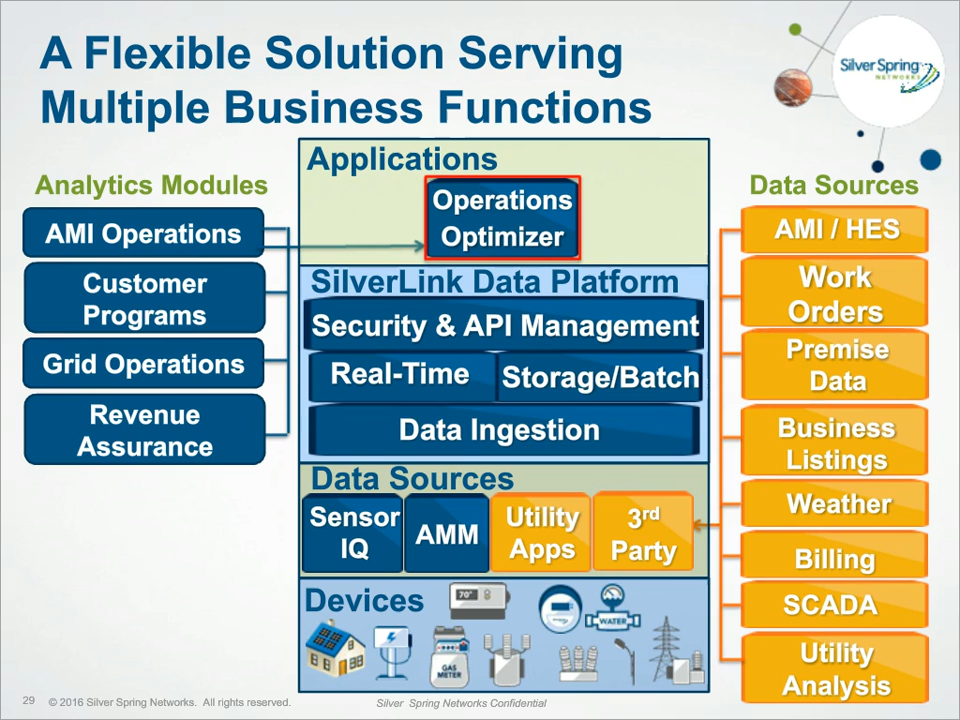 A Flexible Solution Serving
Multiple Business Functions
Silver Spring
NETWORKS
Analytics Modules
AMI Operations
Customer
Programs
Grid Operations
Revenue
Assurance
Applications
Operations
Optimizer
SilverLink Data Platform
Security & API Management
Real-Time
Storage/Batch
Data Ingestion
Data Sources
Sensor
IQ
AMM
Utility
Apps
3rd
Party
Devices
70°
8
WATER
GAS
METER
Data Sources
AMI / HES
Work
Orders
Premise
Data
Business
Listings
Weather
Billing
SCADA
Utility
Analysis
29
© 2016 Silver Spring Networks. All rights reserved.
Silver Spring Networks Confidential